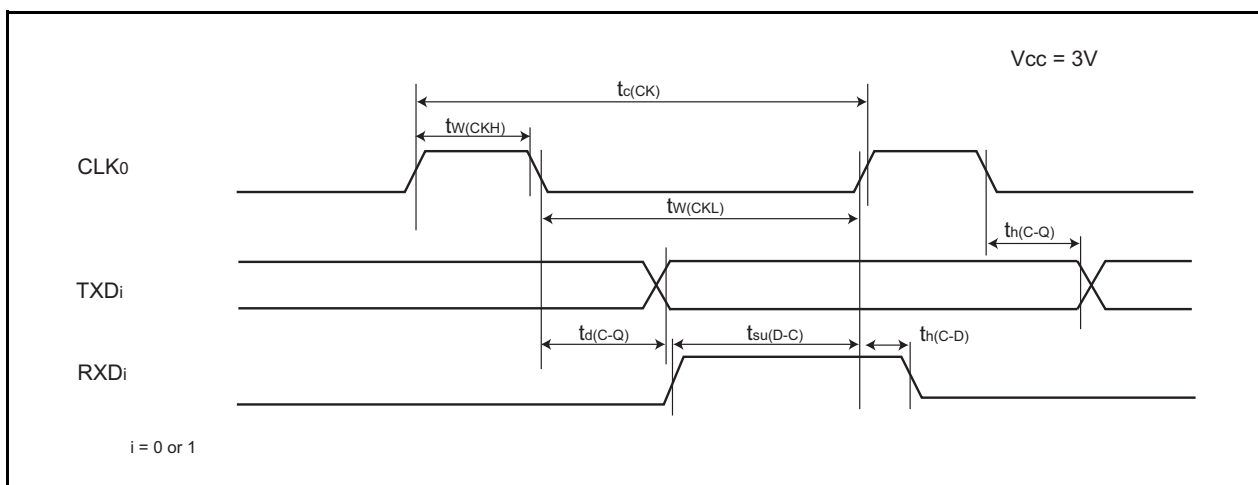 Vcc = 3V
tc(CK)
tW(CKH)
CLK0
tW(CKL)
th(C-Q)
TXDi
td(C-Q)
tsu(D-C)
th(C-D)
RXDi
i = 0 or 1